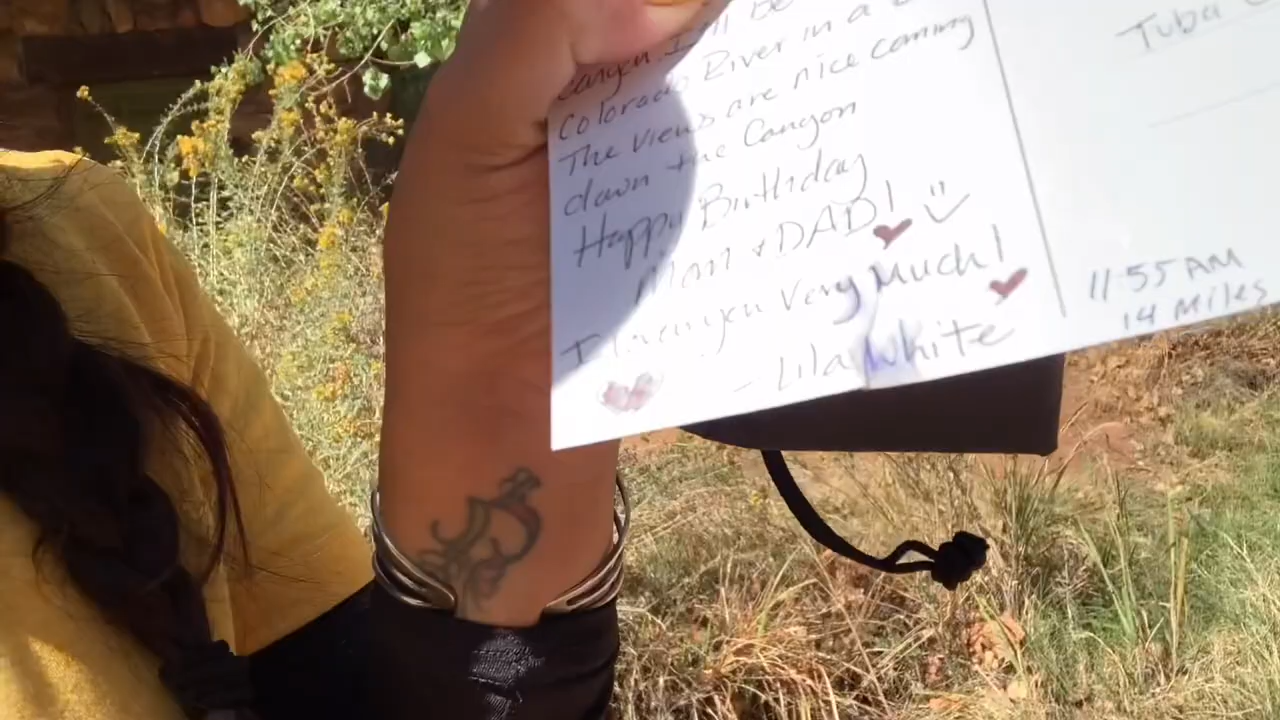 canyon. I'll be
Colorado River in a
The views are nice coming
down the Canyon
Happy Birthday
Mom & DAD!
I love you very Much!
- Lila White
Tuba
11:55 AM
14 Miles